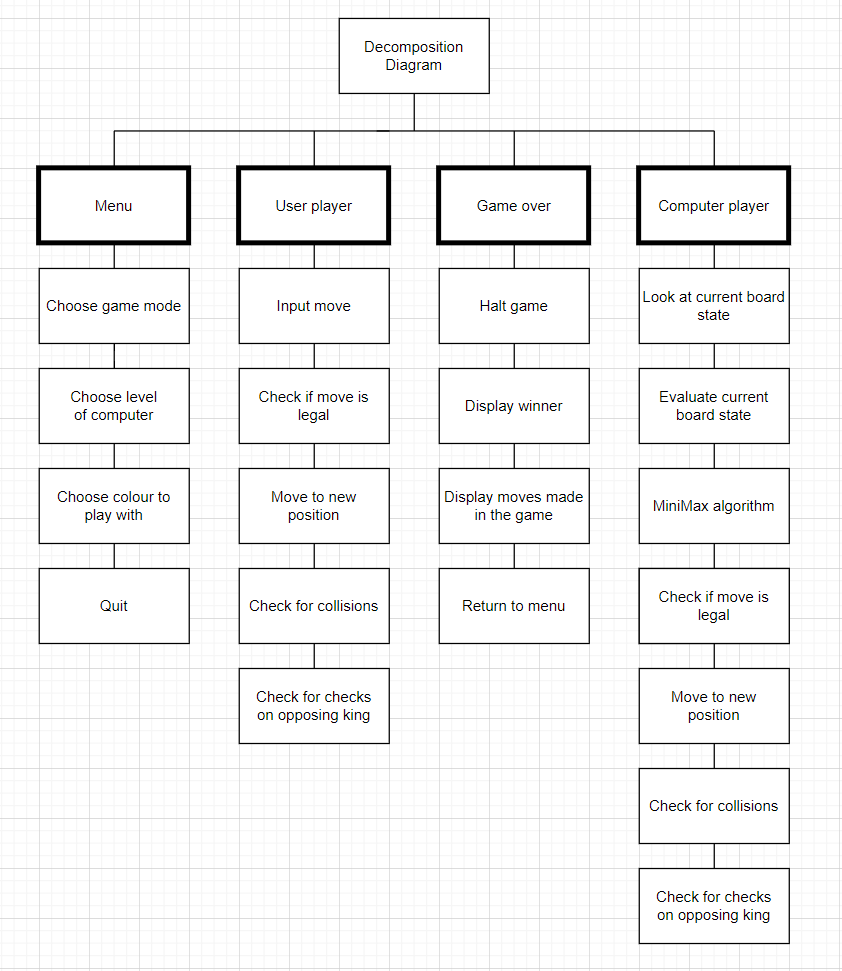 Decomposition
Diagram
Menu
User player
Game over
Computer player
Choose game mode
Input move
Halt game
Look at current board
state
Choose level
of computer
Check if move is
legal
Display winner
Evaluate current
board state
Choose colour to
play with
Move to new
position
Display moves made
in the game
MiniMax algorithm
Quit
Check for collisions
Return to menu
Check if move is
legal
Check for checks
on opposing king
Move to new
position
Check for collisions
Check for checks
on opposing king